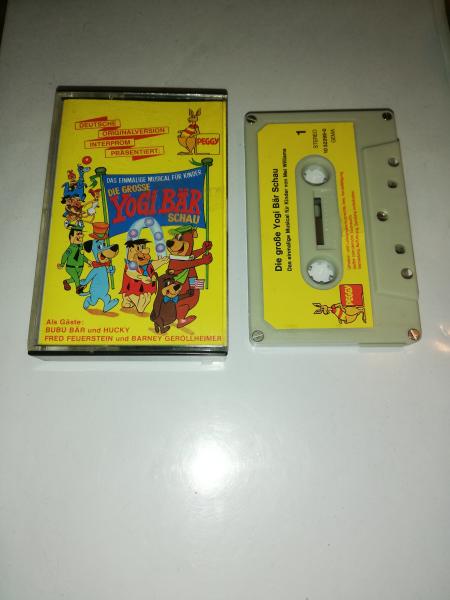 DEUTSCHE
ORIGINALVERSION
INTERPROM
PRÄSENTIERT:
PEGGY
DAS EINMALIGE MUSICAL FÜR KINDER
DIE GROSSE
YOGI BÄR
SCHAU
Als Gäste:
BUBU BÄR und HUCKY
FRED FEUERSTEIN und BARNEY GERÖLLHEIMER
1
STEREO
GEMA
Die große Yogi Bär Schau
Das einmalige Musical für Kinder von Mel Williams
PEGGY